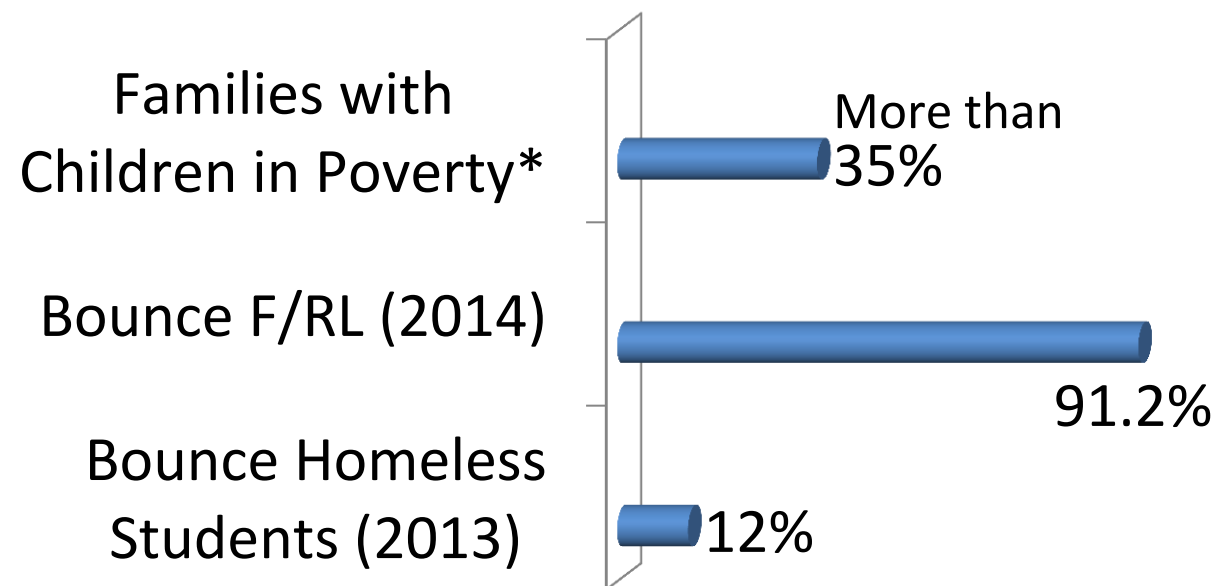 Families with
Children in Poverty*
More than
35%
Bounce F/RL (2014)
91.2%
Bounce Homeless
Students (2013)
12%